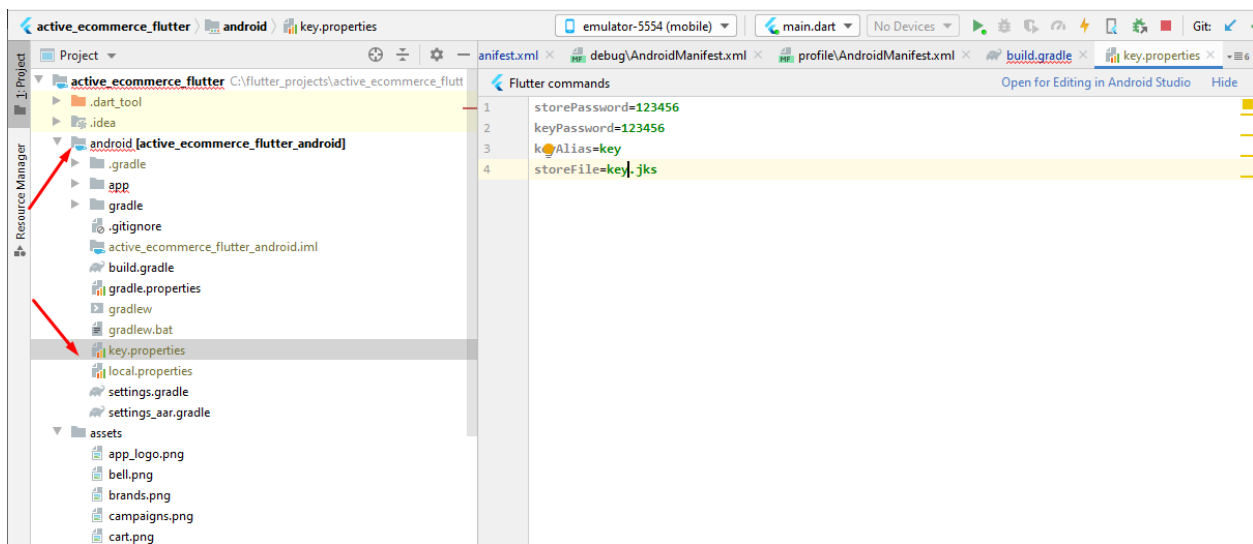 active_ecommerce_flutter android key.properties emulator-5554 (mobile) main.dart No Devices Git:
Project
anifest.xml debug\AndroidManifest.xml profile\AndroidManifest.xml build.gradle key.properties 6
1: Project
Resource Manager
active_ecommerce_flutter C:\flutter_projects\active_ecommerce_flutt
.dart_tool
.idea
android [active_ecommerce_flutter_android]
.gradle
app
gradle
.gitignore
active_ecommerce_flutter_android.iml
build.gradle
gradle.properties
gradlew
gradlew.bat
key.properties
local.properties
settings.gradle
settings_aar.gradle
assets
app_logo.png
bell.png
brands.png
campaigns.png
cart.png
Flutter commands Open for Editing in Android Studio Hide
1 storePassword=123456
2 keyPassword=123456
3 keyAlias=key
4 storeFile=key.jks